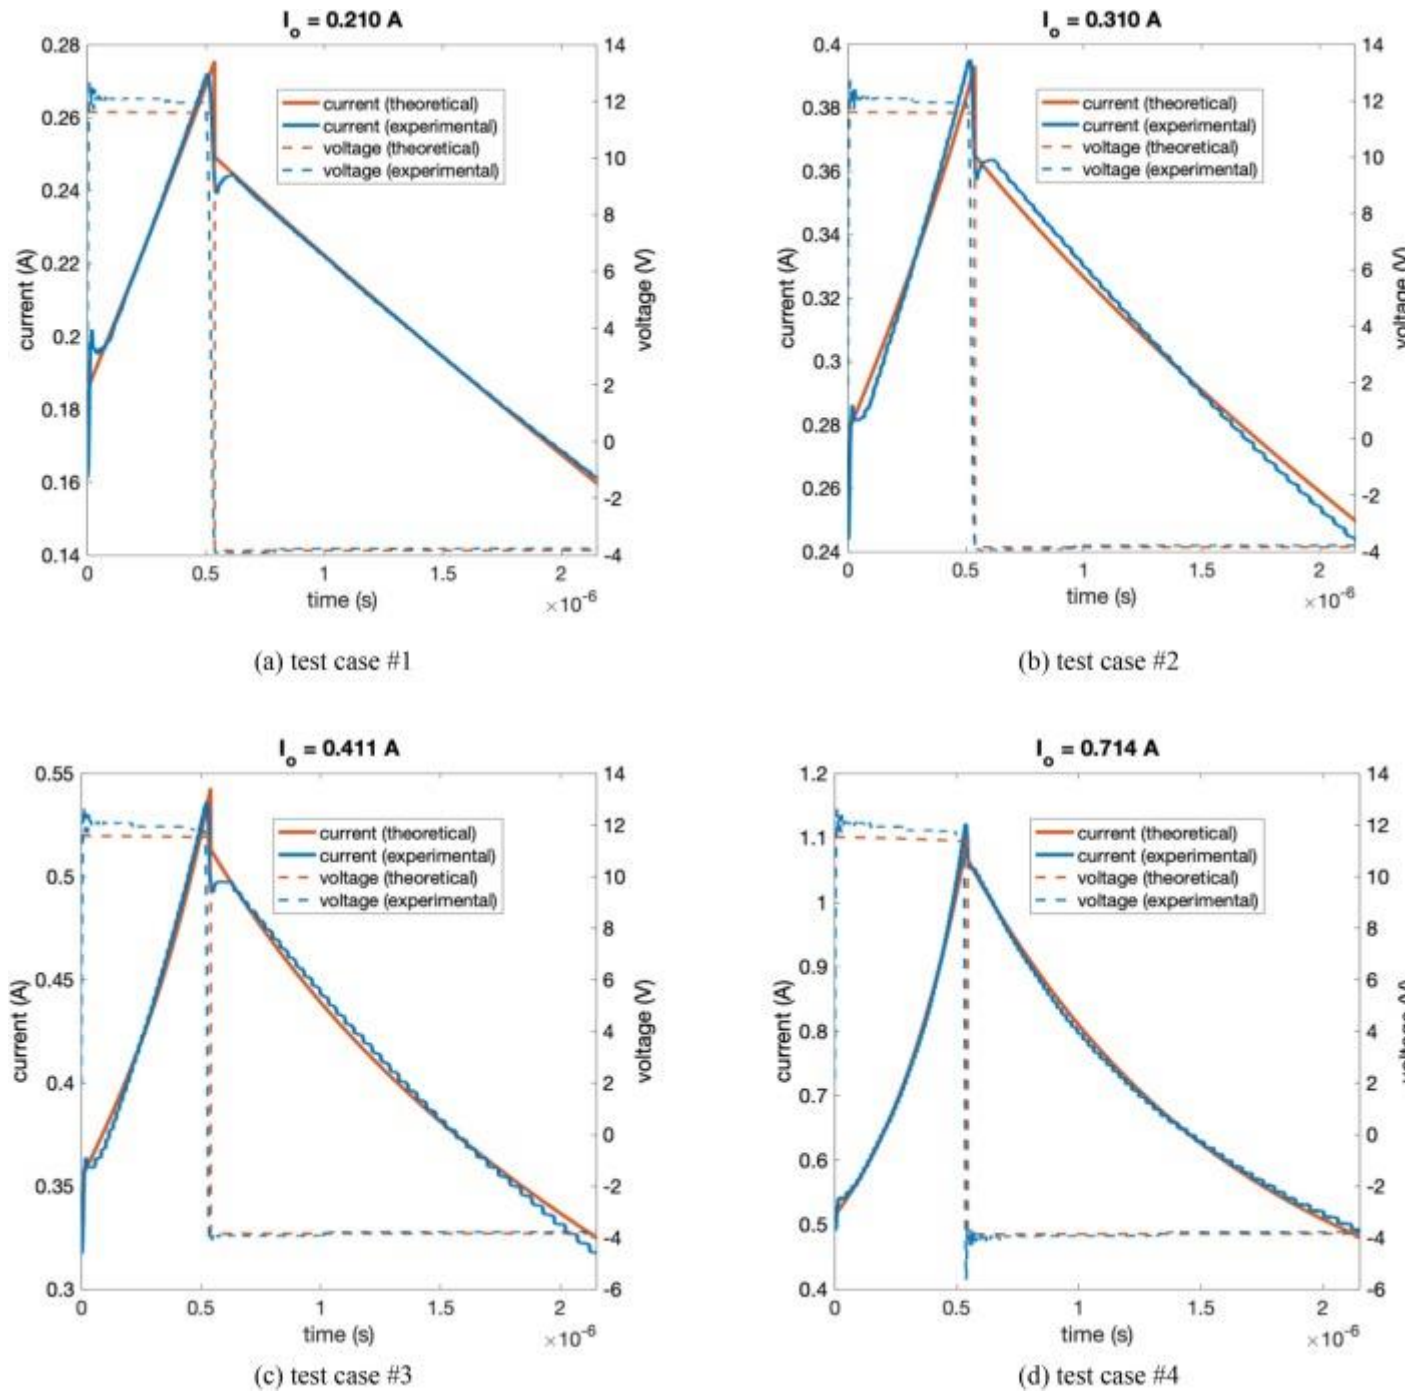 I_o = 0.210 A
0.28
0.26
0.24
0.22
0.2
0.18
0.16
0.14
current (A)
14
12
10
8
6
4
2
0
-2
-4
voltage (V)
current (theoretical)
current (experimental)
voltage (theoretical)
voltage (experimental)
0 0.5 1 1.5 2
time (s)
×10^-6
(a) test case #1
I_o = 0.310 A
0.4
0.38
0.36
0.34
0.32
0.3
0.28
0.26
0.24
current (A)
14
12
10
8
6
4
2
0
-2
-4
voltage (V)
current (theoretical)
current (experimental)
voltage (theoretical)
voltage (experimental)
0 0.5 1 1.5 2
time (s)
×10^-6
(b) test case #2
I_o = 0.411 A
0.55
0.5
0.45
0.4
0.35
0.3
current (A)
14
12
10
8
6
4
2
0
-2
-4
-6
voltage (V)
current (theoretical)
current (experimental)
voltage (theoretical)
voltage (experimental)
0 0.5 1 1.5 2
time (s)
×10^-6
(c) test case #3
I_o = 0.714 A
1.2
1.1
1
0.9
0.8
0.7
0.6
0.5
0.4
current (A)
14
12
10
8
6
4
2
0
-2
-4
-6
voltage (V)
current (theoretical)
current (experimental)
voltage (theoretical)
voltage (experimental)
0 0.5 1 1.5 2
time (s)
×10^-6
(d) test case #4